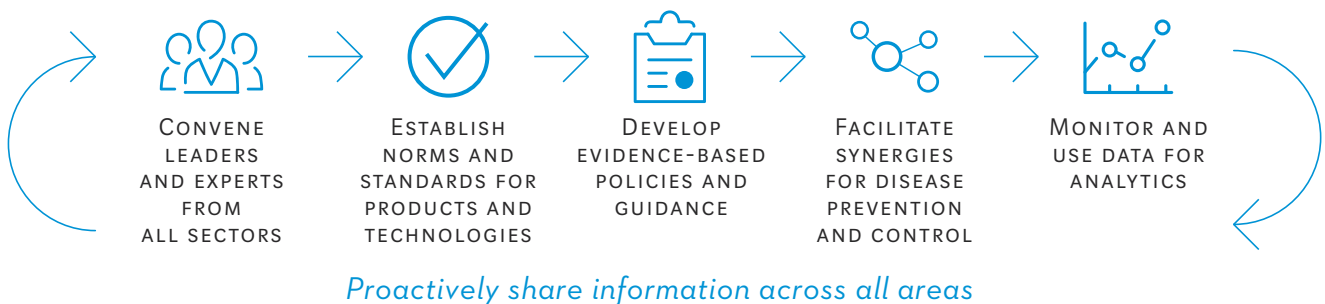 Convene
leaders
and experts
from
all sectors
Establish
norms and
standards for
products and
technologies
Develop
evidence-based
policies and
guidance
Facilitate
synergies
for disease
prevention
and control
Monitor and
use data for
analytics
Proactively share information across all areas